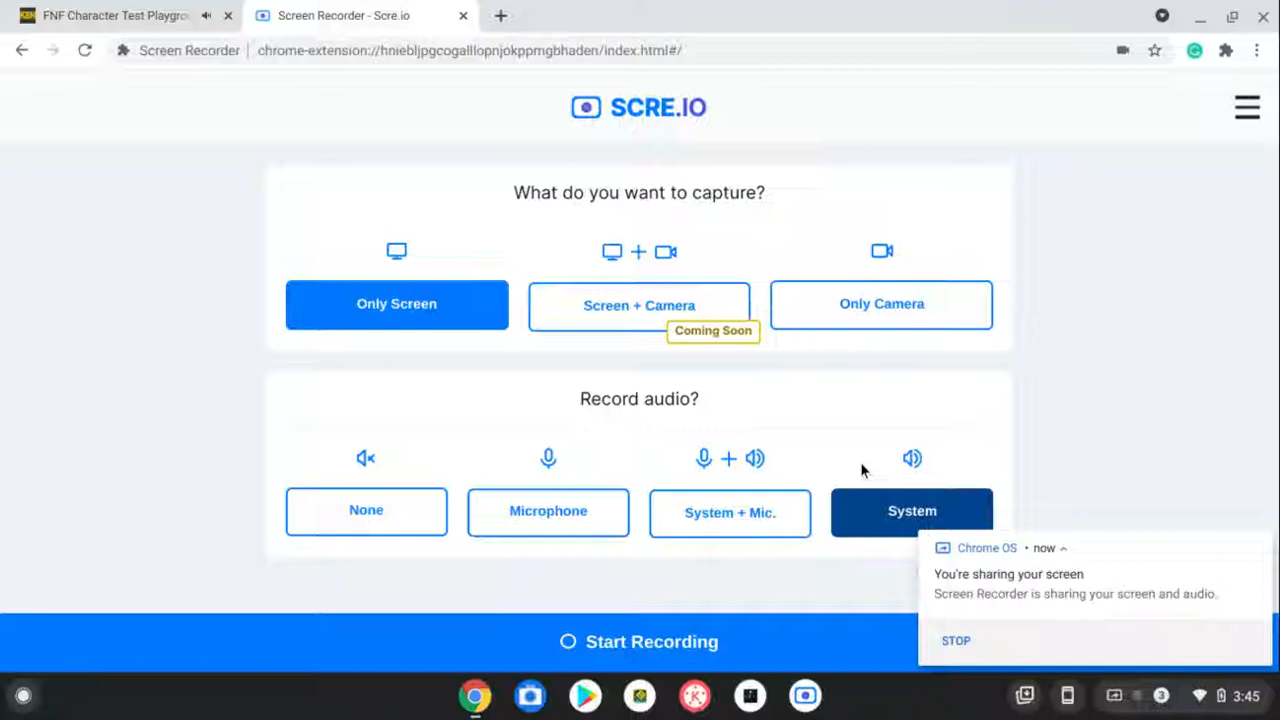 FNF Character Test Playgro
Screen Recorder - Scre.io
Screen Recorder
chrome-extension://hniebljpgcogalllopnjokppmgbhaden/index.html#/
SCRE.IO
What do you want to capture?
Only Screen
Screen + Camera
Only Camera
Coming Soon
Record audio?
None
Microphone
System + Mic.
System
Chrome OS • now
You're sharing your screen
Screen Recorder is sharing your screen and audio.
STOP
Start Recording
3
3:45